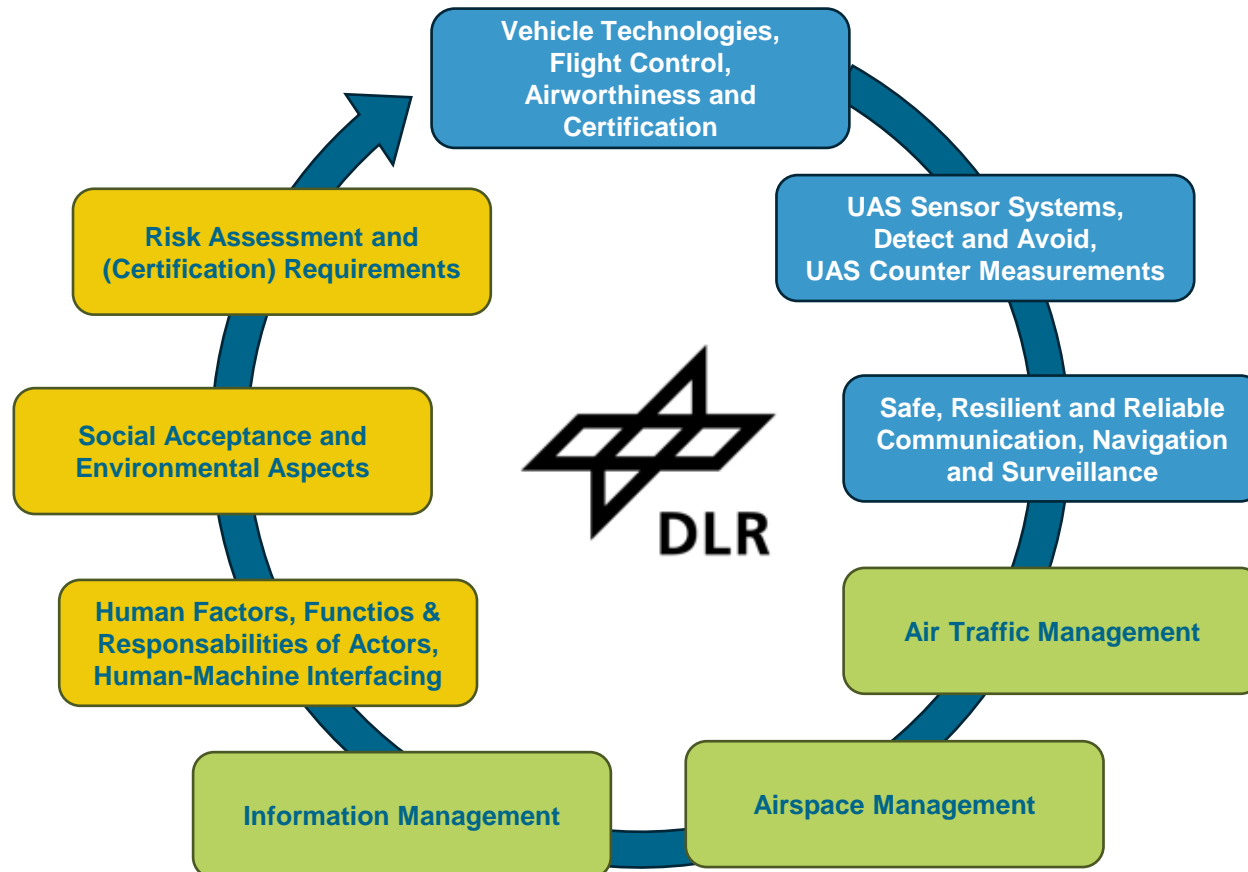 Vehicle Technologies,
Flight Control,
Airworthiness and
Certification
UAS Sensor Systems,
Detect and Avoid,
UAS Counter Measurements
Safe, Resilient and Reliable
Communication, Navigation
and Surveillance
Air Traffic Management
Airspace Management
Information Management
Human Factors, Functios &
Responsabilities of Actors,
Human-Machine Interfacing
Social Acceptance and
Environmental Aspects
Risk Assessment and
(Certification) Requirements
DLR